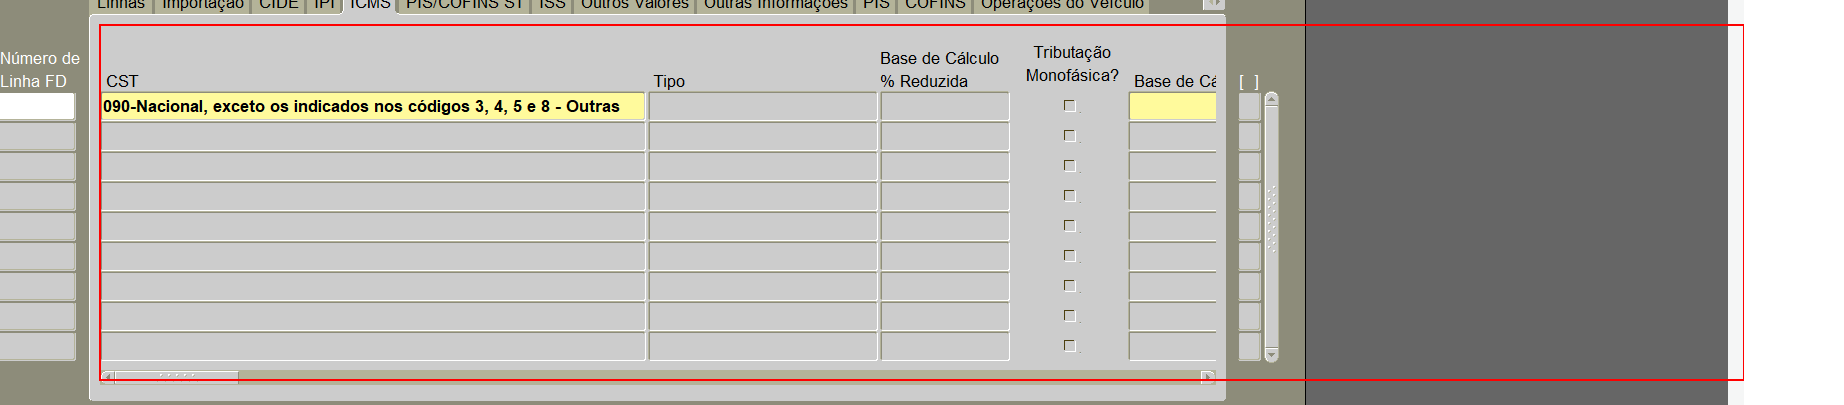 Linhas Importação CIDE IPI ICMS PIS/COFINS ST ISS Outros Valores Outras Informações PIS COFINS Operações do Veículo
Número de
Linha FD
CST
Tipo
Base de Cálculo
% Reduzida
Tributação
Monofásica?
Base de Cá
[ ]
090-Nacional, exceto os indicados nos códigos 3, 4, 5 e 8 - Outras